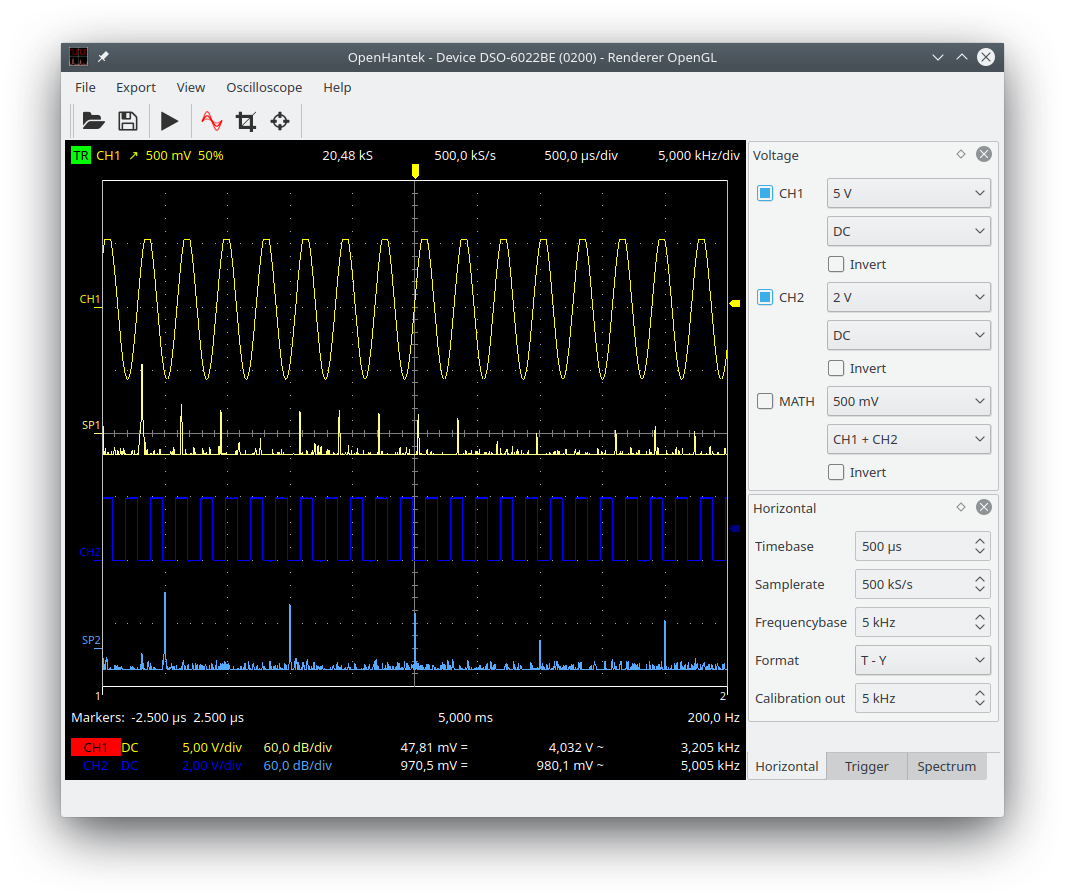 OpenHantek - Device DSO-6022BE (0200) - Renderer OpenGL
File Export View Oscilloscope Help
TR CH1 ↗ 500 mV 50% 20,48 kS 500,0 kS/s 500,0 µs/div 5,000 kHz/div
CH1
SP1
CH2
SP2
1 2
Markers: -2.500 µs 2.500 µs 5,000 ms 200,0 Hz
CH1 DC 5,00 V/div 60,0 dB/div 47,81 mV = 4,032 V ~ 3,205 kHz
CH2 DC 2,00 V/div 60,0 dB/div 970,5 mV = 980,1 mV ~ 5,005 kHz
Voltage
CH1 5 V
DC
Invert
CH2 2 V
DC
Invert
MATH 500 mV
CH1 + CH2
Invert
Horizontal
Timebase 500 µs
Samplerate 500 kS/s
Frequencybase 5 kHz
Format T - Y
Calibration out 5 kHz
Horizontal Trigger Spectrum